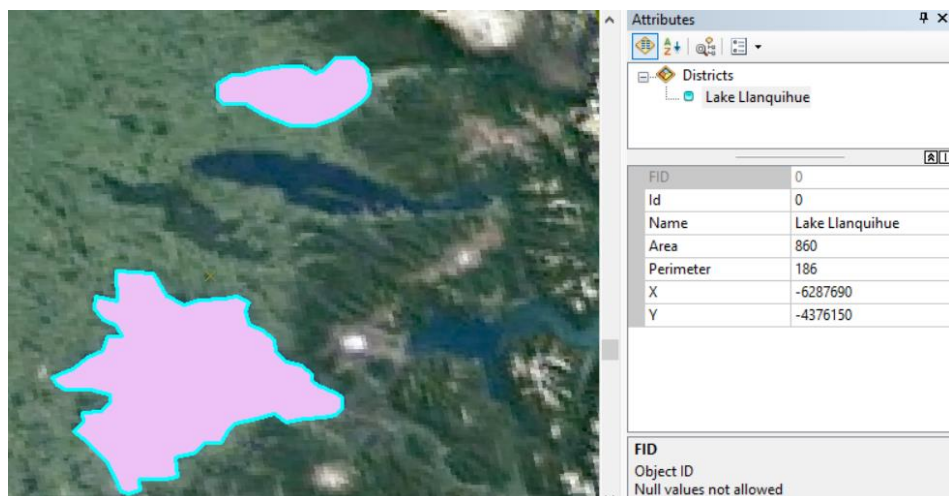 Attributes
Districts
Lake Llanquihue
FID 0
Id 0
Name Lake Llanquihue
Area 860
Perimeter 186
X -6287690
Y -4376150
FID
Object ID
Null values not allowed